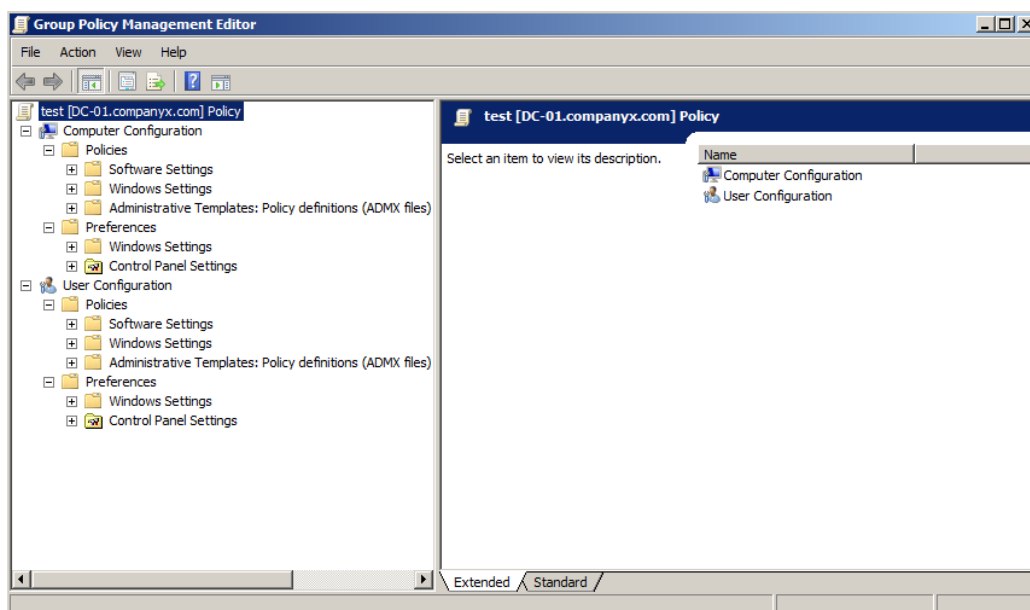 Group Policy Management Editor
File Action View Help
test [DC-01.companyx.com] Policy
Computer Configuration
Policies
Software Settings
Windows Settings
Administrative Templates: Policy definitions (ADMX files)
Preferences
Windows Settings
Control Panel Settings
User Configuration
Policies
Software Settings
Windows Settings
Administrative Templates: Policy definitions (ADMX files)
Preferences
Windows Settings
Control Panel Settings
test [DC-01.companyx.com] Policy
Select an item to view its description.
Name
Computer Configuration
User Configuration
Extended Standard